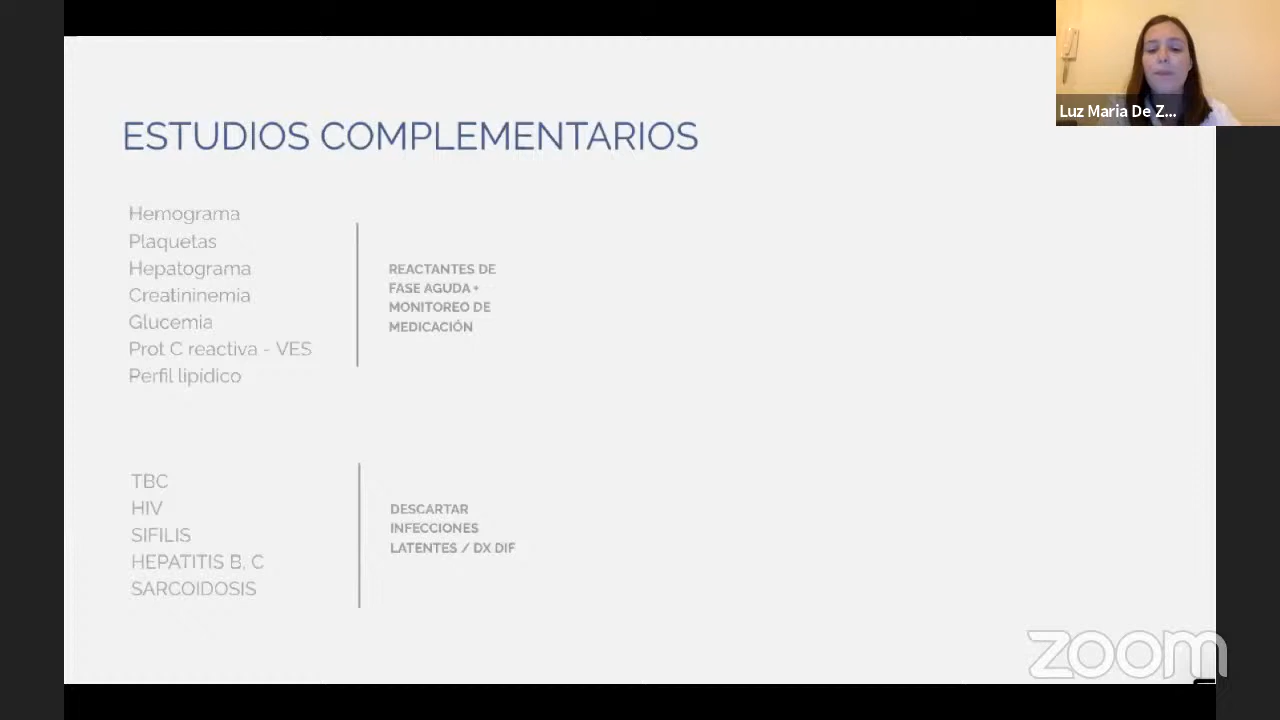 Luz Maria De Z...
ESTUDIOS COMPLEMENTARIOS
Hemograma
Plaquetas
Hepatograma
Creatininemia
Glucemia
Prot C reactiva - VES
Perfil lipídico
REACTANTES DE
FASE AGUDA +
MONITOREO DE
MEDICACIÓN
TBC
HIV
SIFILIS
HEPATITIS B, C
SARCOIDOSIS
DESCARTAR
INFECCIONES
LATENTES / DX DIF
zoom